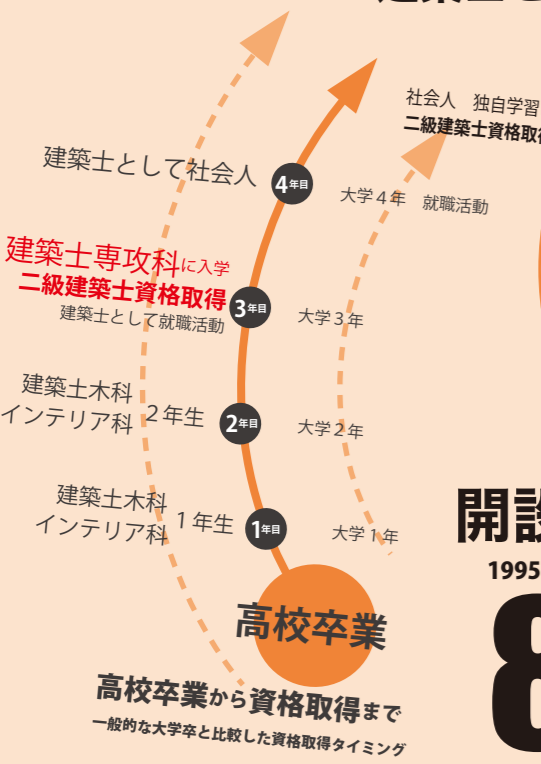 社会人　独自学習
二級建築士資格取
建築士として社会人
4年目
大学4年　就職活動
建築士専攻科に入学
二級建築士資格取得
建築士として就職活動
3年目
大学3年
建築土木科
インテリア科
2年生
2年目
大学2年
建築土木科
インテリア科
1年生
1年目
大学1年
高校卒業
高校卒業から資格取得まで
一般的な大学卒と比較した資格取得タイミング
開設
1995
8